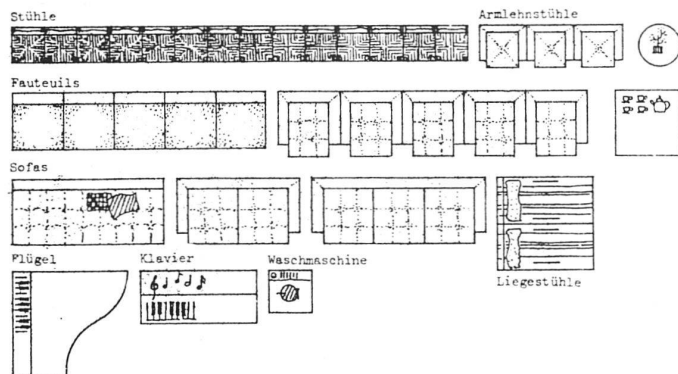 Stühle
Armlehnstühle
Fauteuils
Sofas
Flügel
Klavier
Waschmaschine
Liegestühle